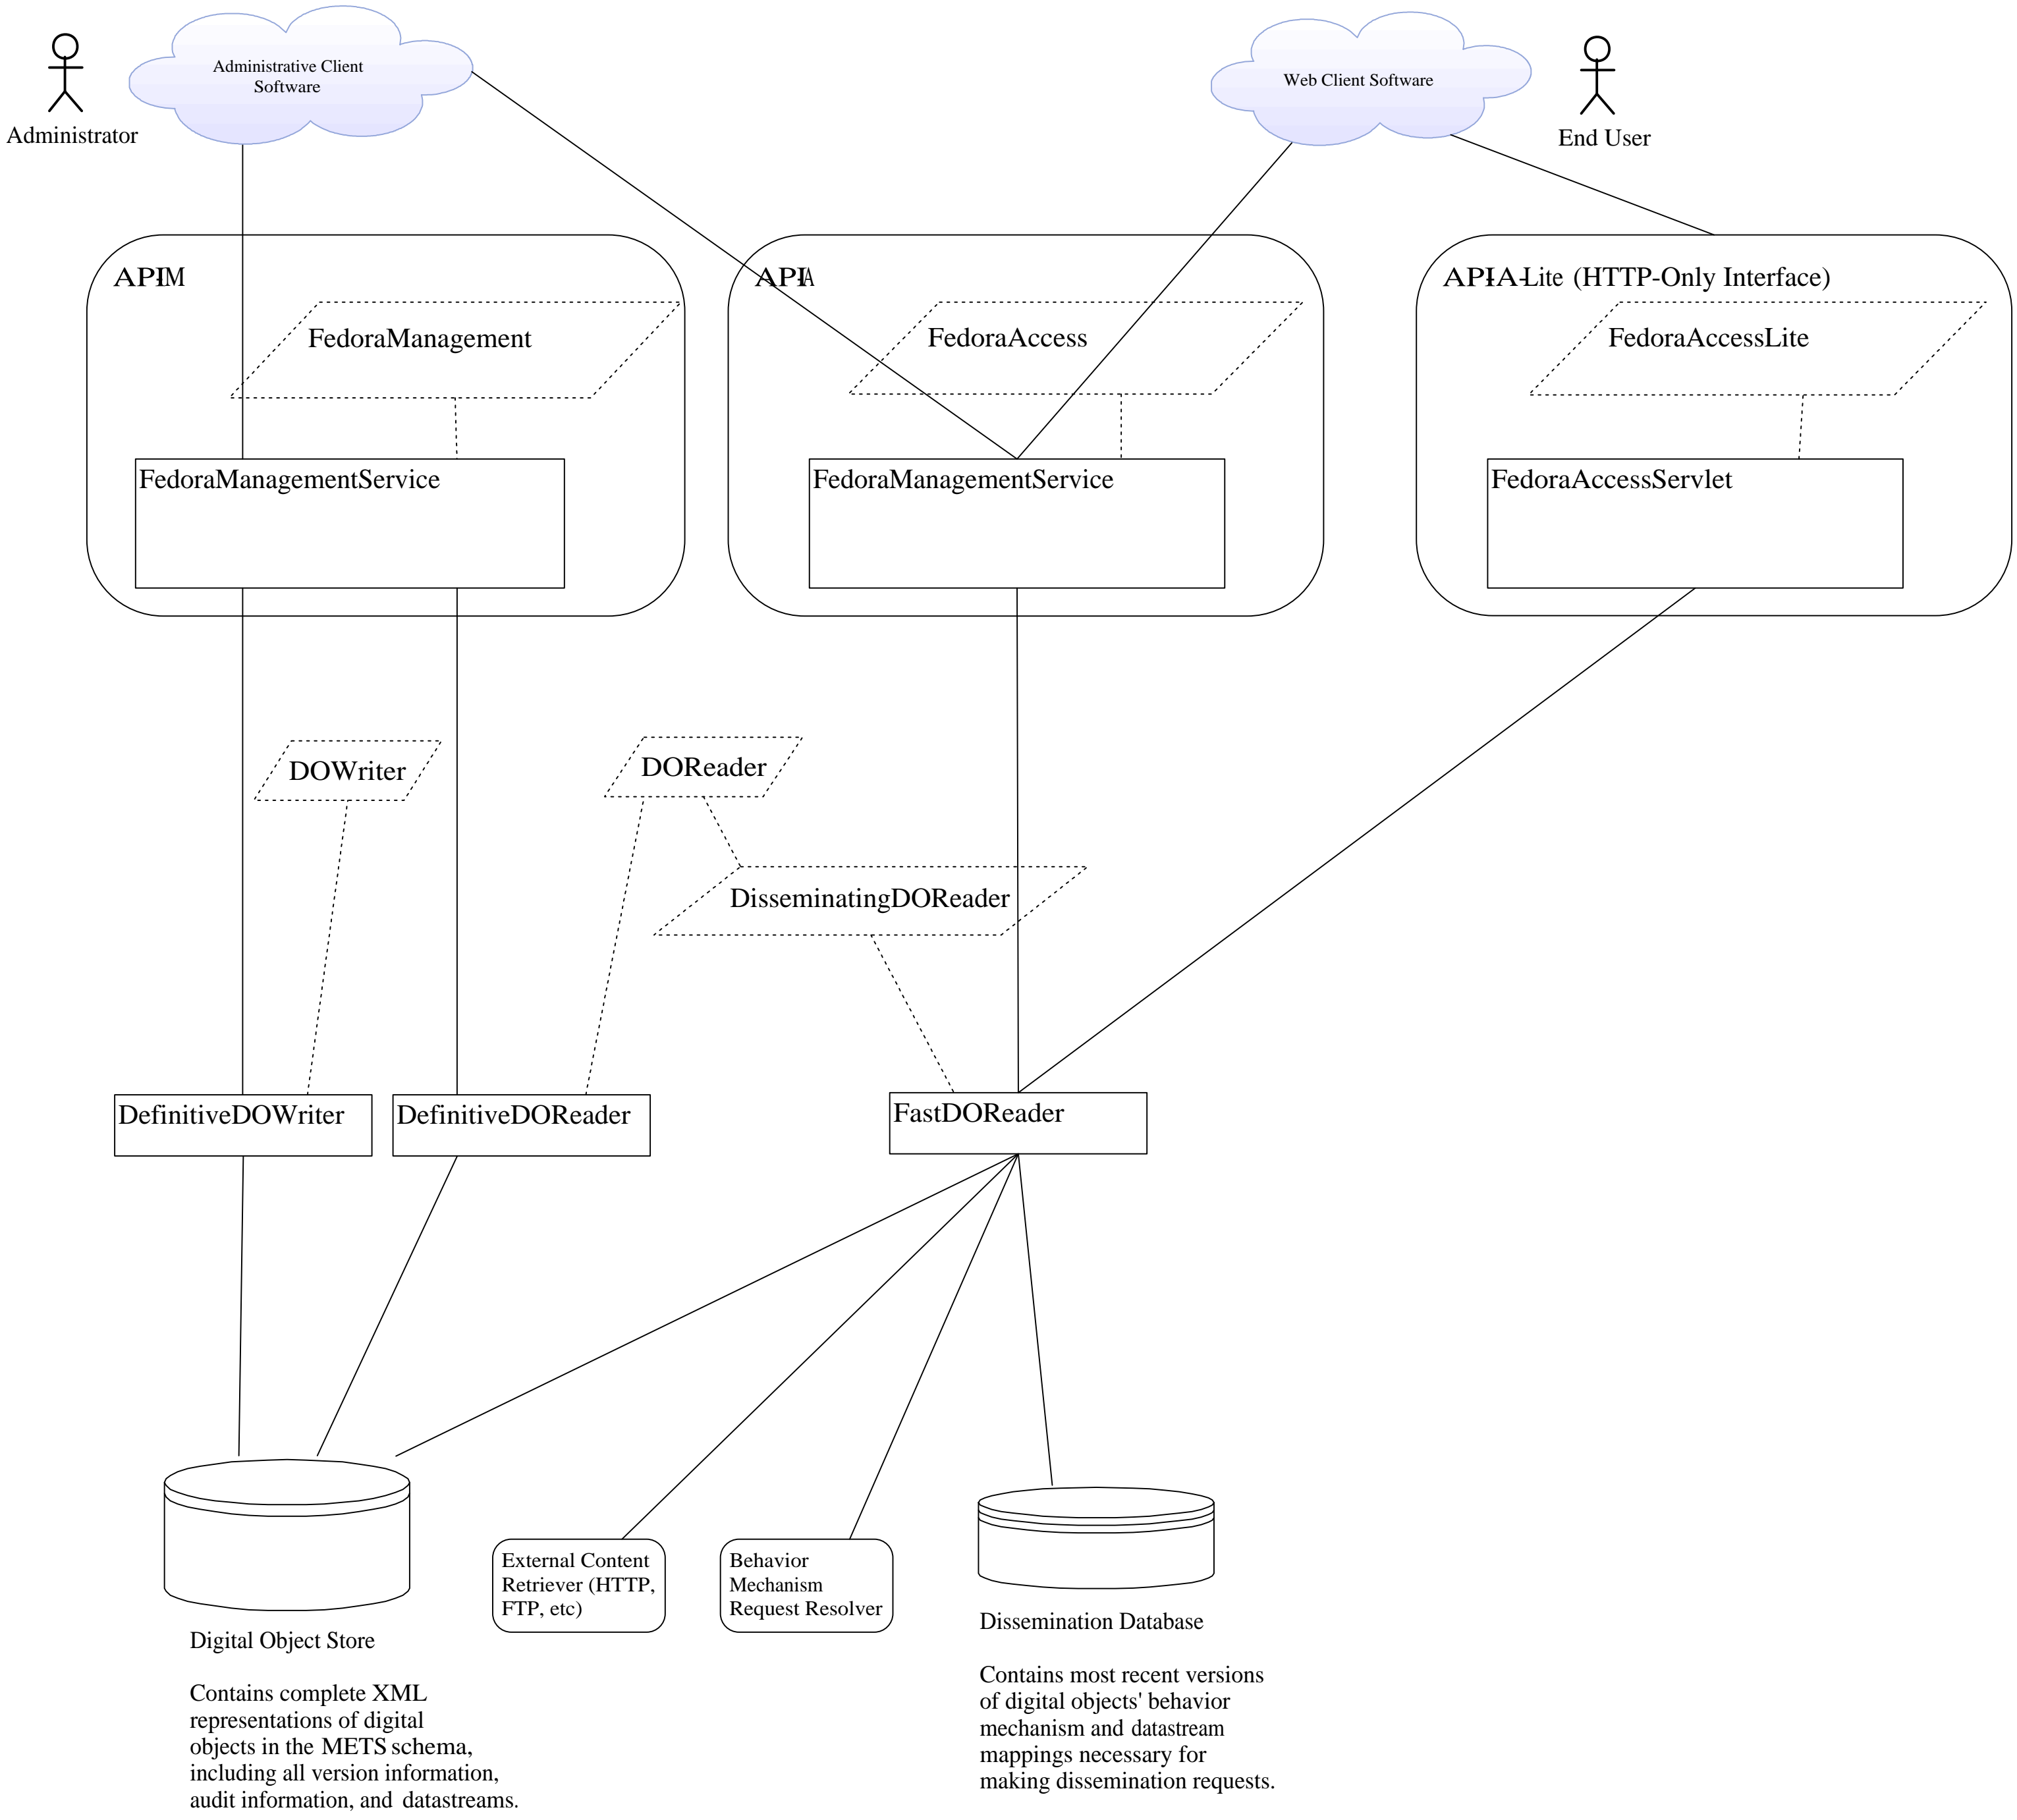 Administrative Client
Software
Administrator
Web Client Software
End User
API-M
FedoraManagement
FedoraManagementService
API-A
FedoraAccess
FedoraManagementService
API-A-Lite (HTTP-Only Interface)
FedoraAccessLite
FedoraAccessServlet
DOWriter
DOReader
DisseminatingDOReader
DefinitiveDOWriter
DefinitiveDOReader
FastDOReader
External Content
Retriever (HTTP,
FTP, etc)
Behavior
Mechanism
Request Resolver
Digital Object Store
Contains complete XML
representations of digital
objects in the METS schema,
including all version information,
audit information, and datastreams.
Dissemination Database
Contains most recent versions
of digital objects' behavior
mechanism and datastream
mappings necessary for
making dissemination requests.